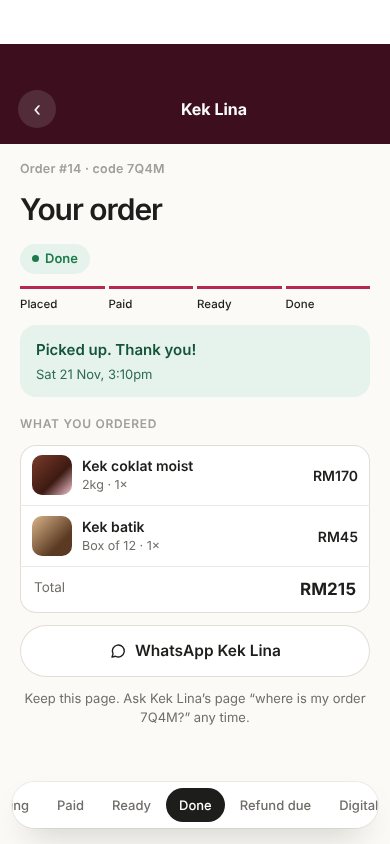 Kek Lina
Order #14 · code 7Q4M
Your order
Done
Placed
Paid
Ready
Done
Picked up. Thank you!
Sat 21 Nov, 3:10pm
WHAT YOU ORDERED
Kek coklat moist
RM170
2kg · 1×
Kek batik
RM45
Box of 12 · 1×
Total
RM215
WhatsApp Kek Lina
Keep this page. Ask Kek Lina’s page “where is my order
7Q4M?” any time.
ng
Paid
Ready
Done
Refund due
Digital